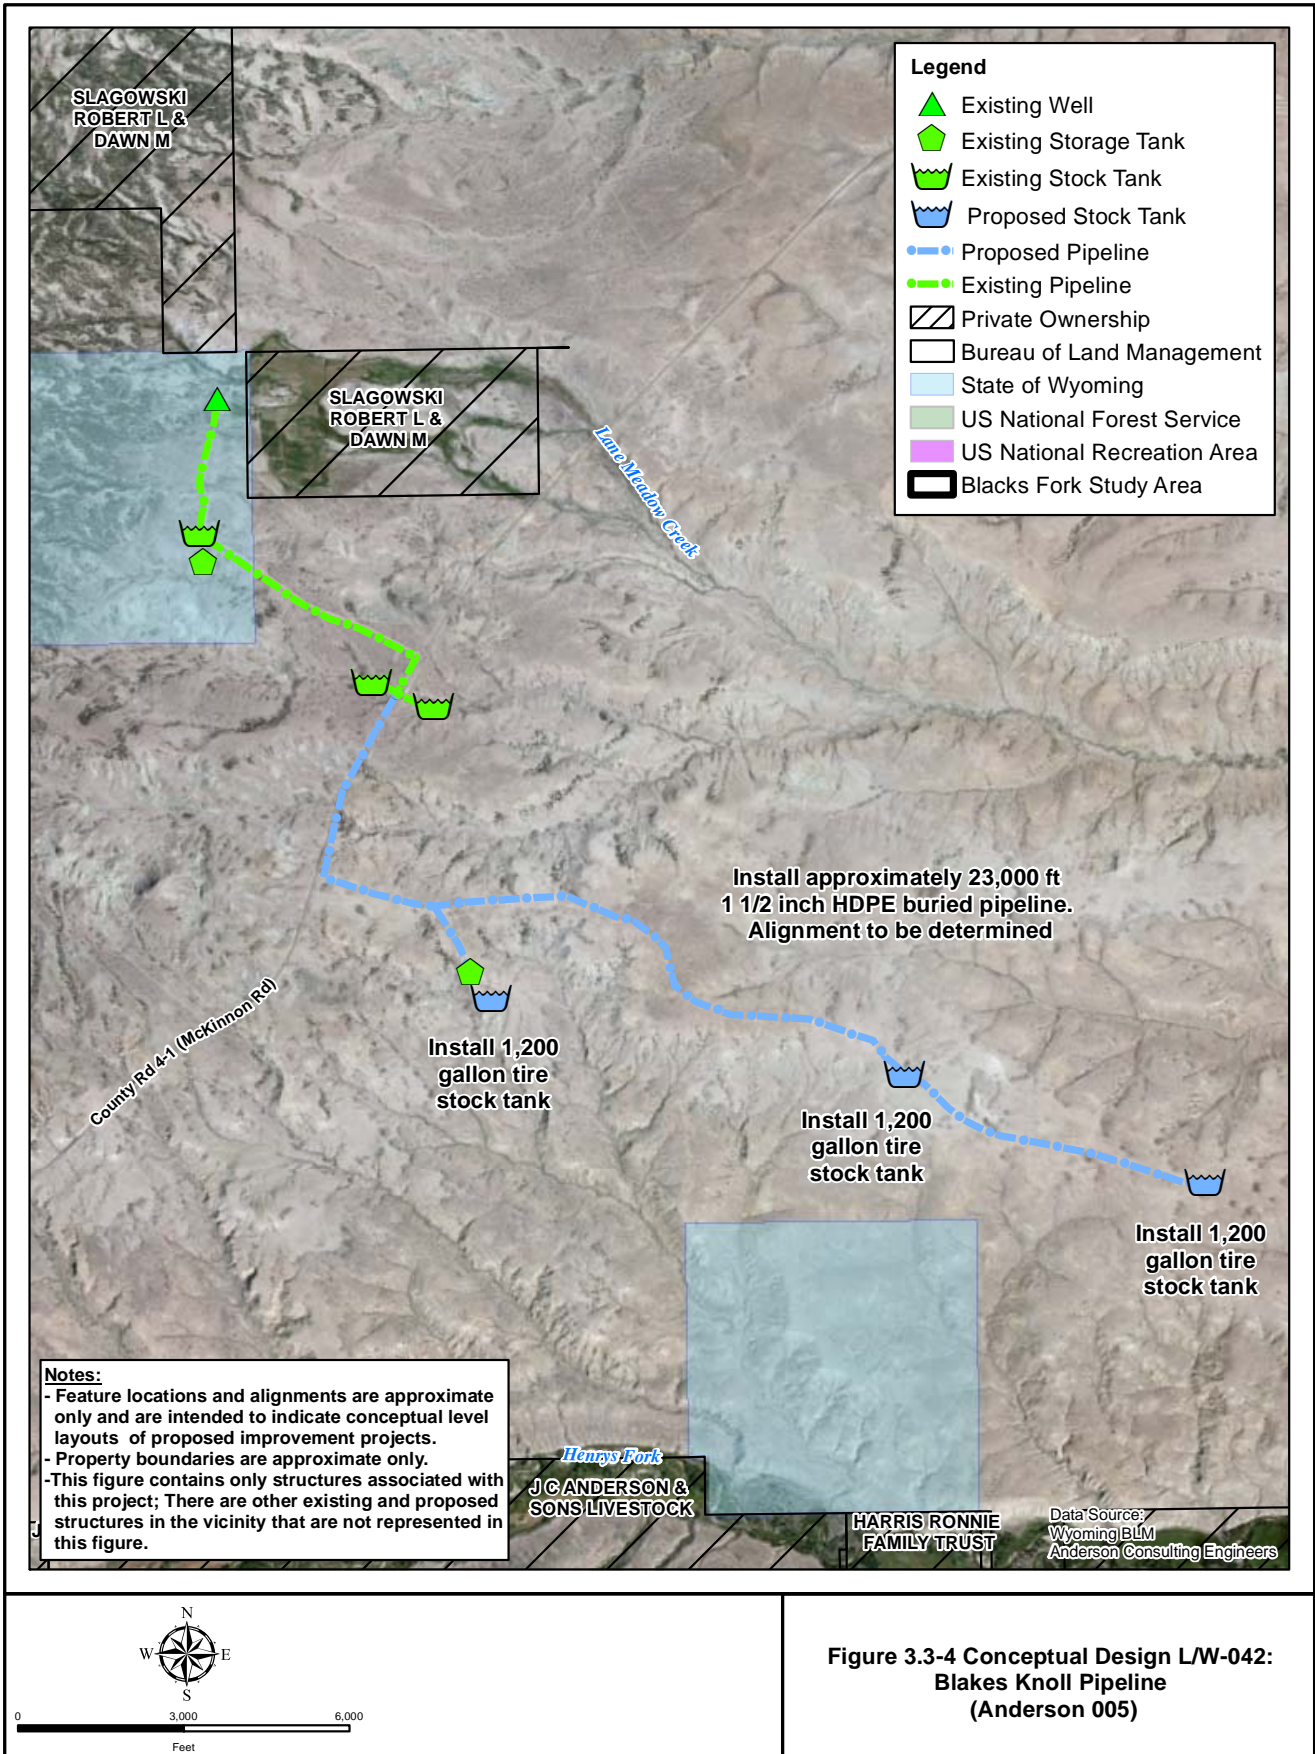 SLAGOWSKI
ROBERT L &
DAWN M
Legend
Existing Well
Existing Storage Tank
Existing Stock Tank
Proposed Stock Tank
Proposed Pipeline
Existing Pipeline
Private Ownership
Bureau of Land Management
State of Wyoming
US National Forest Service
US National Recreation Area
Blacks Fork Study Area
SLAGOWSKI
ROBERT L &
DAWN M
Lane Meadow Creek
Install approximately 23,000 ft
1 1/2 inch HDPE buried pipeline.
Alignment to be determined
County Rd 4-1 (McKinnon Rd)
Install 1,200
gallon tire
stock tank
Install 1,200
gallon tire
stock tank
Install 1,200
gallon tire
stock tank
Notes:
- Feature locations and alignments are approximate
only and are intended to indicate conceptual level
layouts of proposed improvement projects.
- Property boundaries are approximate only.
-This figure contains only structures associated with
this project; There are other existing and proposed
structures in the vicinity that are not represented in
this figure.
Henrys Fork
J C ANDERSON &
SONS LIVESTOCK
HARRIS RONNIE
FAMILY TRUST
Data Source:
Wyoming BLM
Anderson Consulting Engineers
N
W E
S
0 3,000 6,000
Feet
Figure 3.3-4 Conceptual Design L/W-042:
Blakes Knoll Pipeline
(Anderson 005)